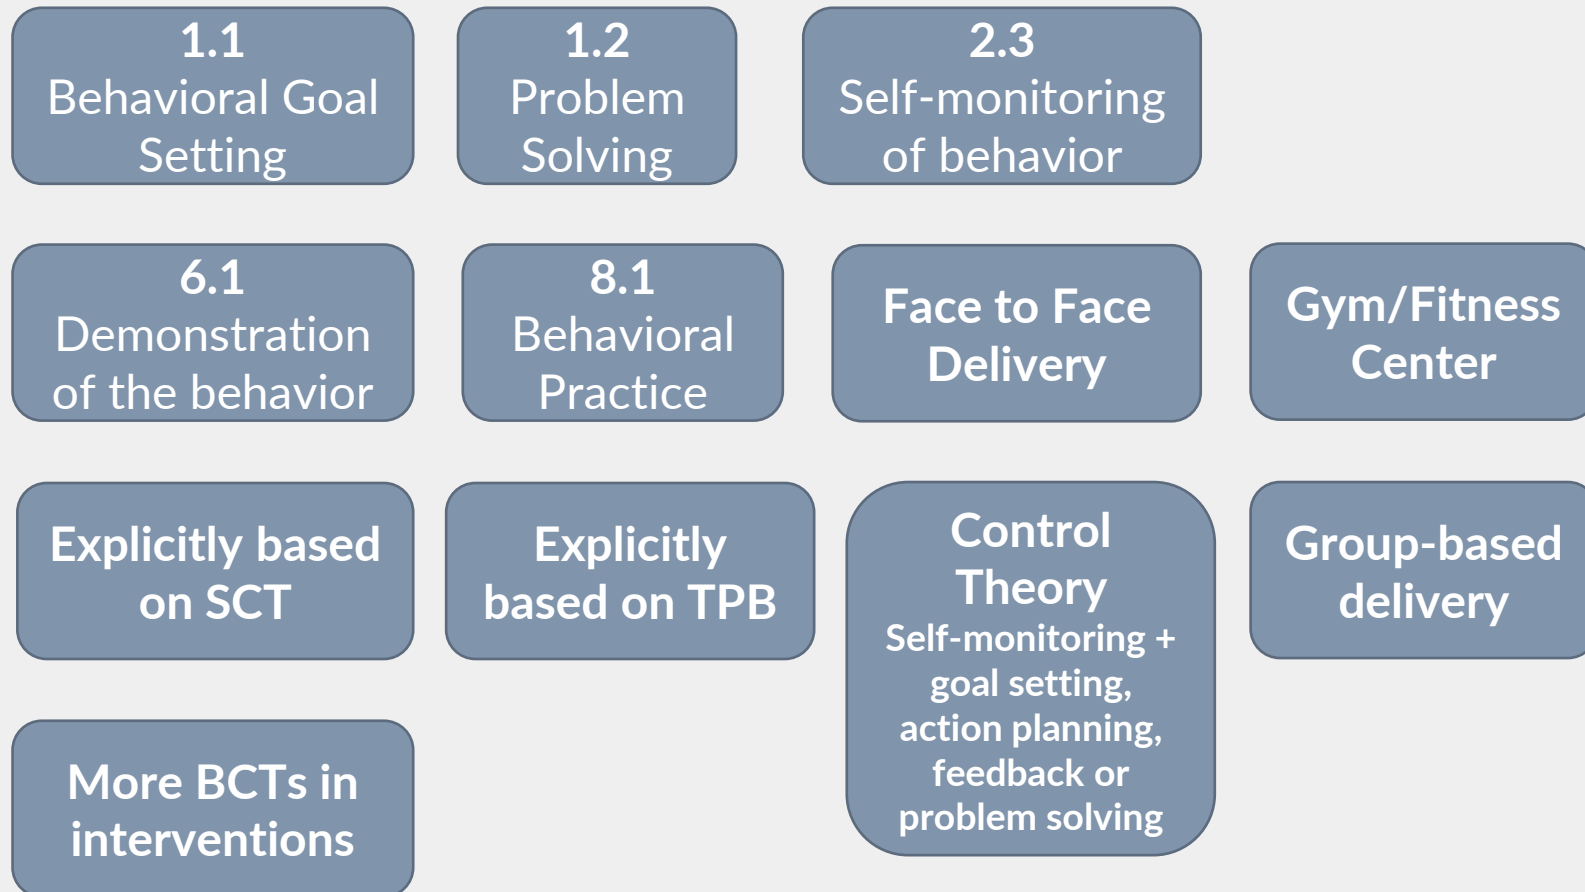 1.1
Behavioral Goal
Setting
1.2
Problem
Solving
2.3
Self-monitoring
of behavior
6.1
Demonstration
of the behavior
8.1
Behavioral
Practice
Face to Face
Delivery
Gym/Fitness
Center
Explicitly based
on SCT
Explicitly
based on TPB
Control
Theory
Self-monitoring +
goal setting,
action planning,
feedback or
problem solving
Group-based
delivery
More BCTs in
interventions